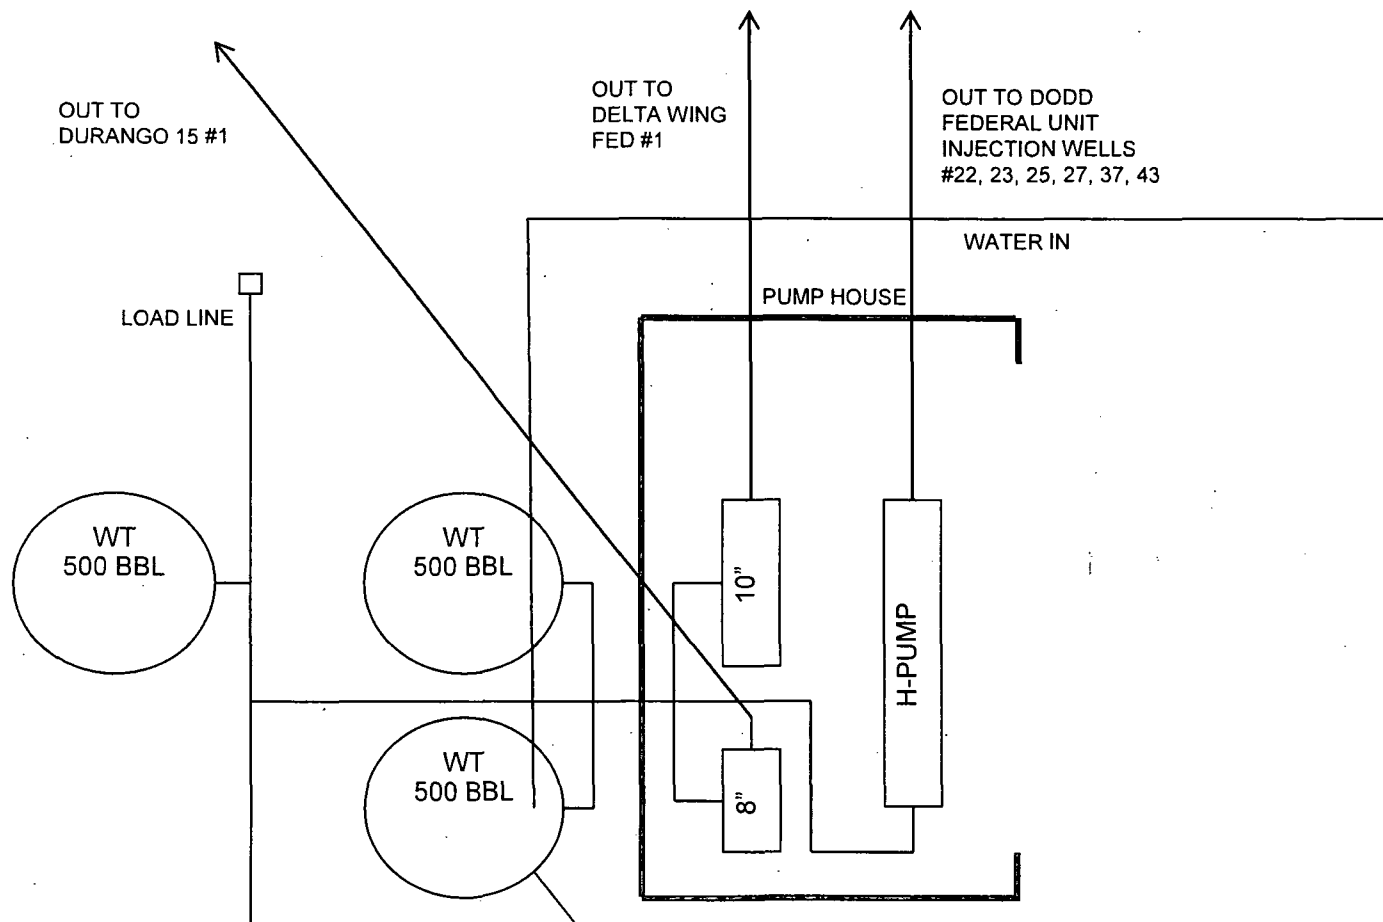 OUT TO
DURANGO 15 #1
OUT TO
DELTA WING
FED #1
OUT TO DODD
FEDERAL UNIT
INJECTION WELLS
#22, 23, 25, 27, 37, 43
WATER IN
LOAD LINE
PUMP HOUSE
WT
500 BBL
WT
500 BBL
10"
H-PUMP
WT
500 BBL
8"